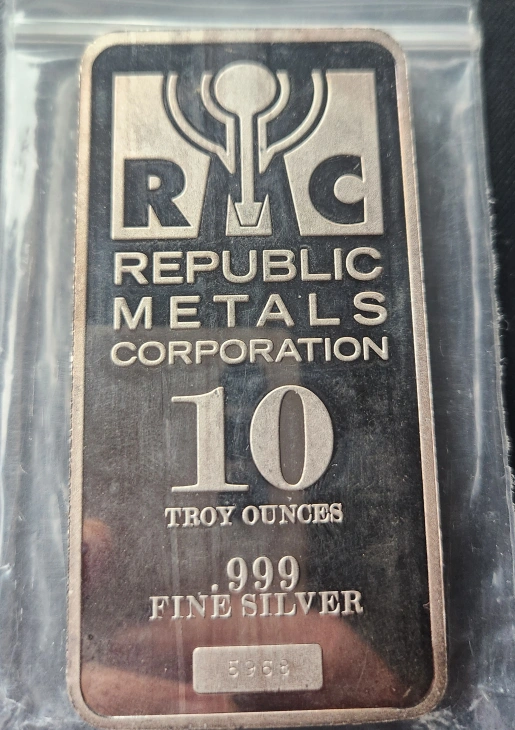 R C
REPUBLIC
METALS
CORPORATION
10
TROY OUNCES
.999
FINE SILVER
5968